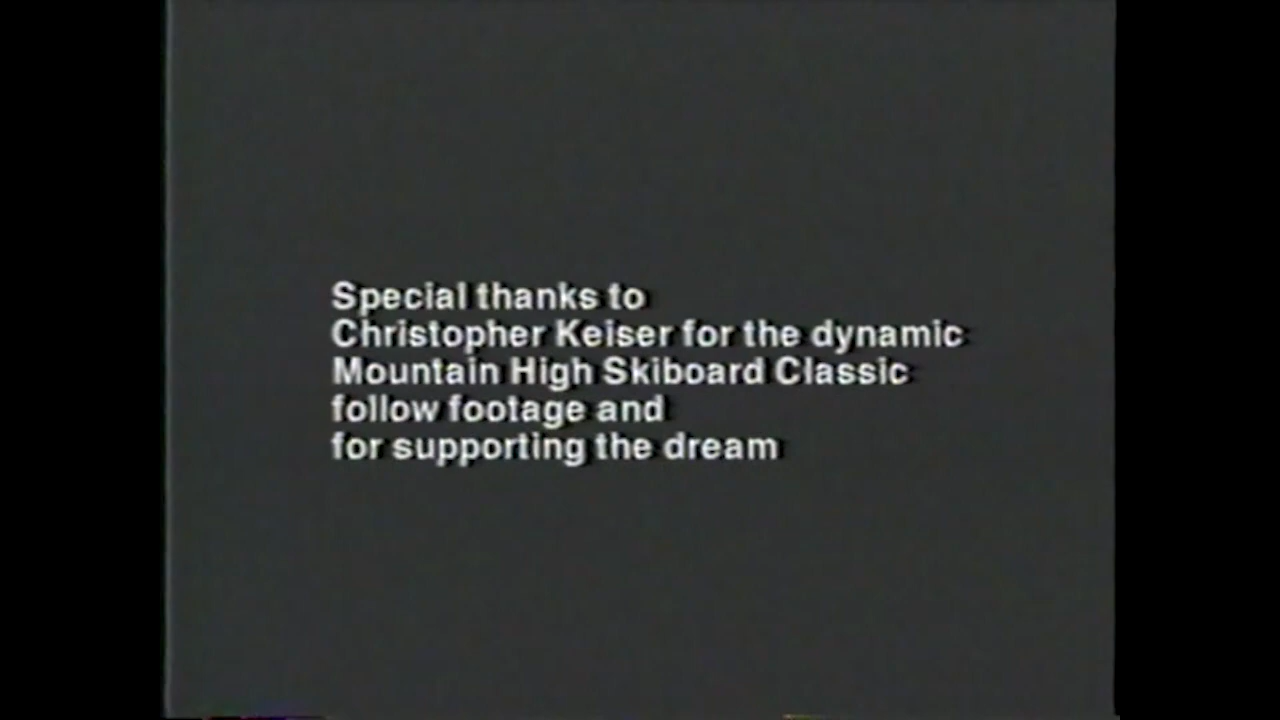 Special thanks to
Christopher Keiser for the dynamic
Mountain High Skiboard Classic
follow footage and
for supporting the dream